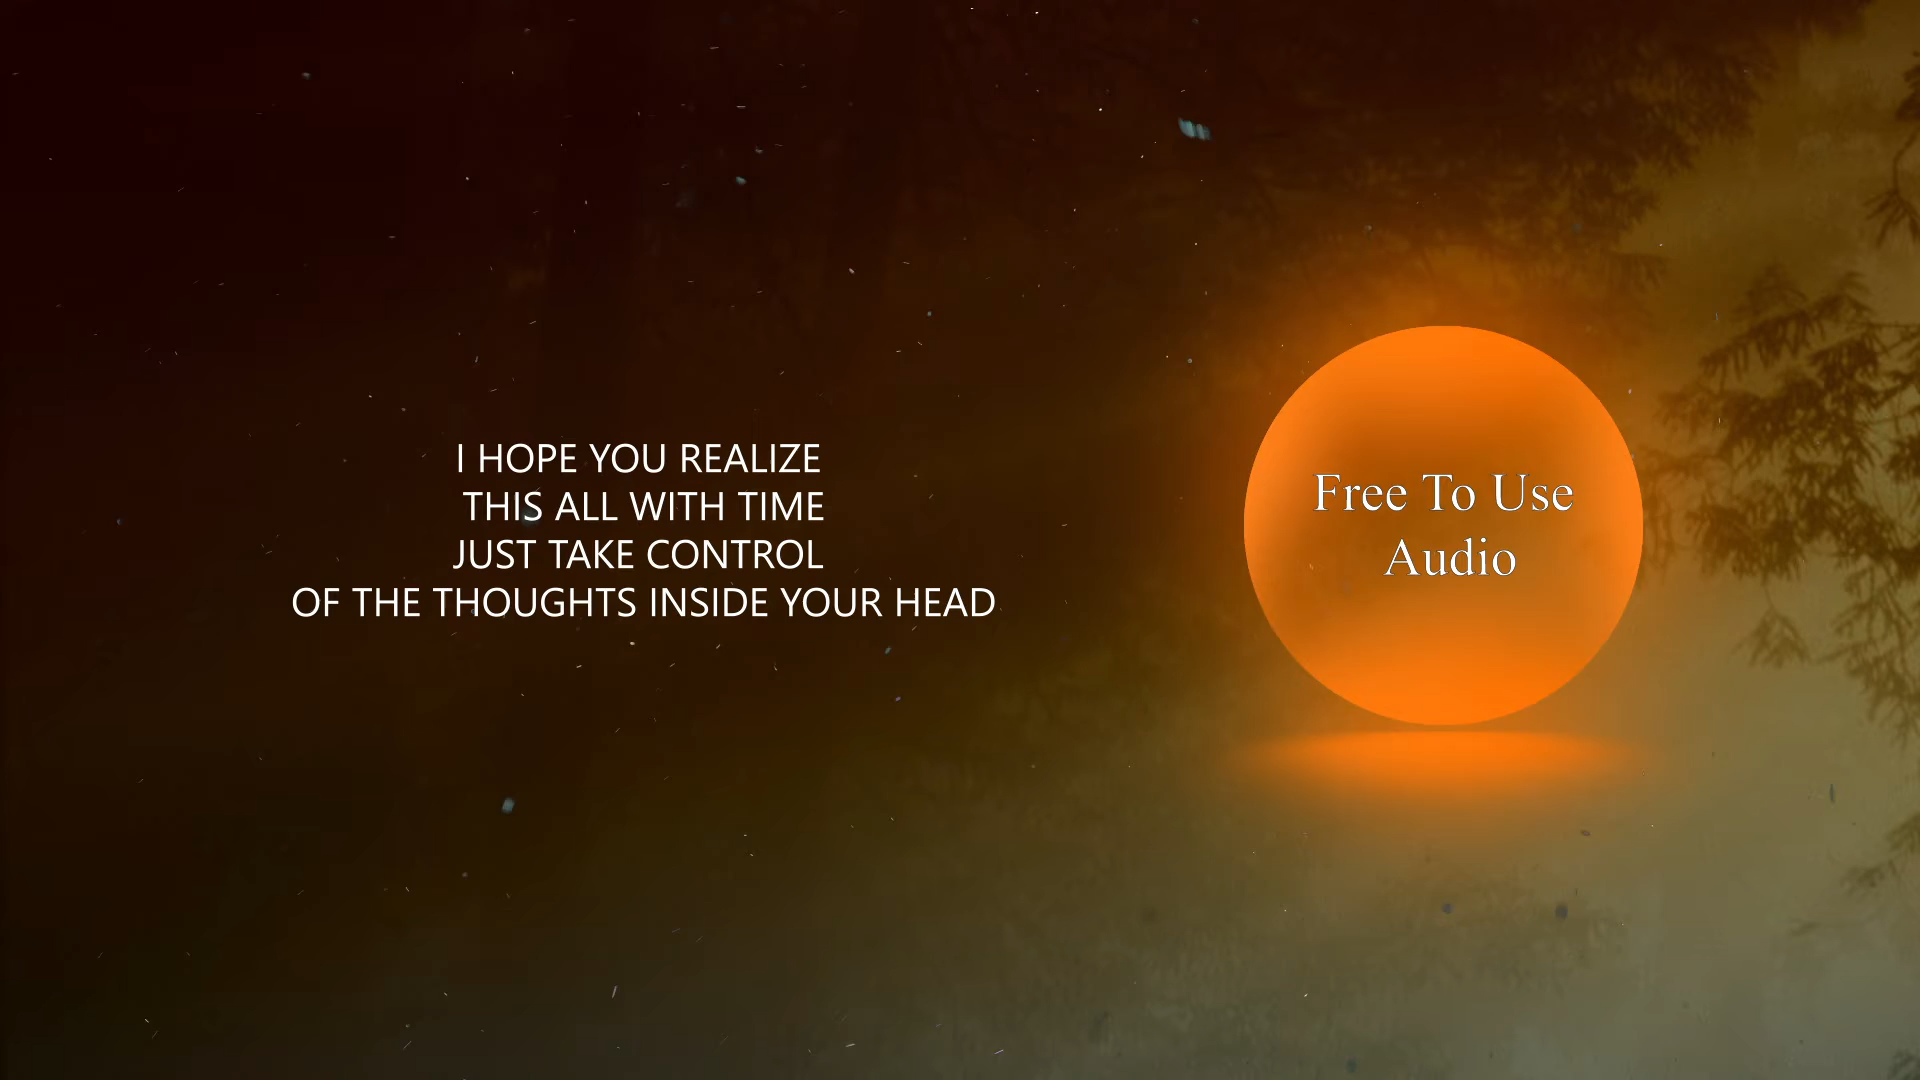 I HOPE YOU REALIZE
THIS ALL WITH TIME
JUST TAKE CONTROL
OF THE THOUGHTS INSIDE YOUR HEAD
Free To Use
Audio